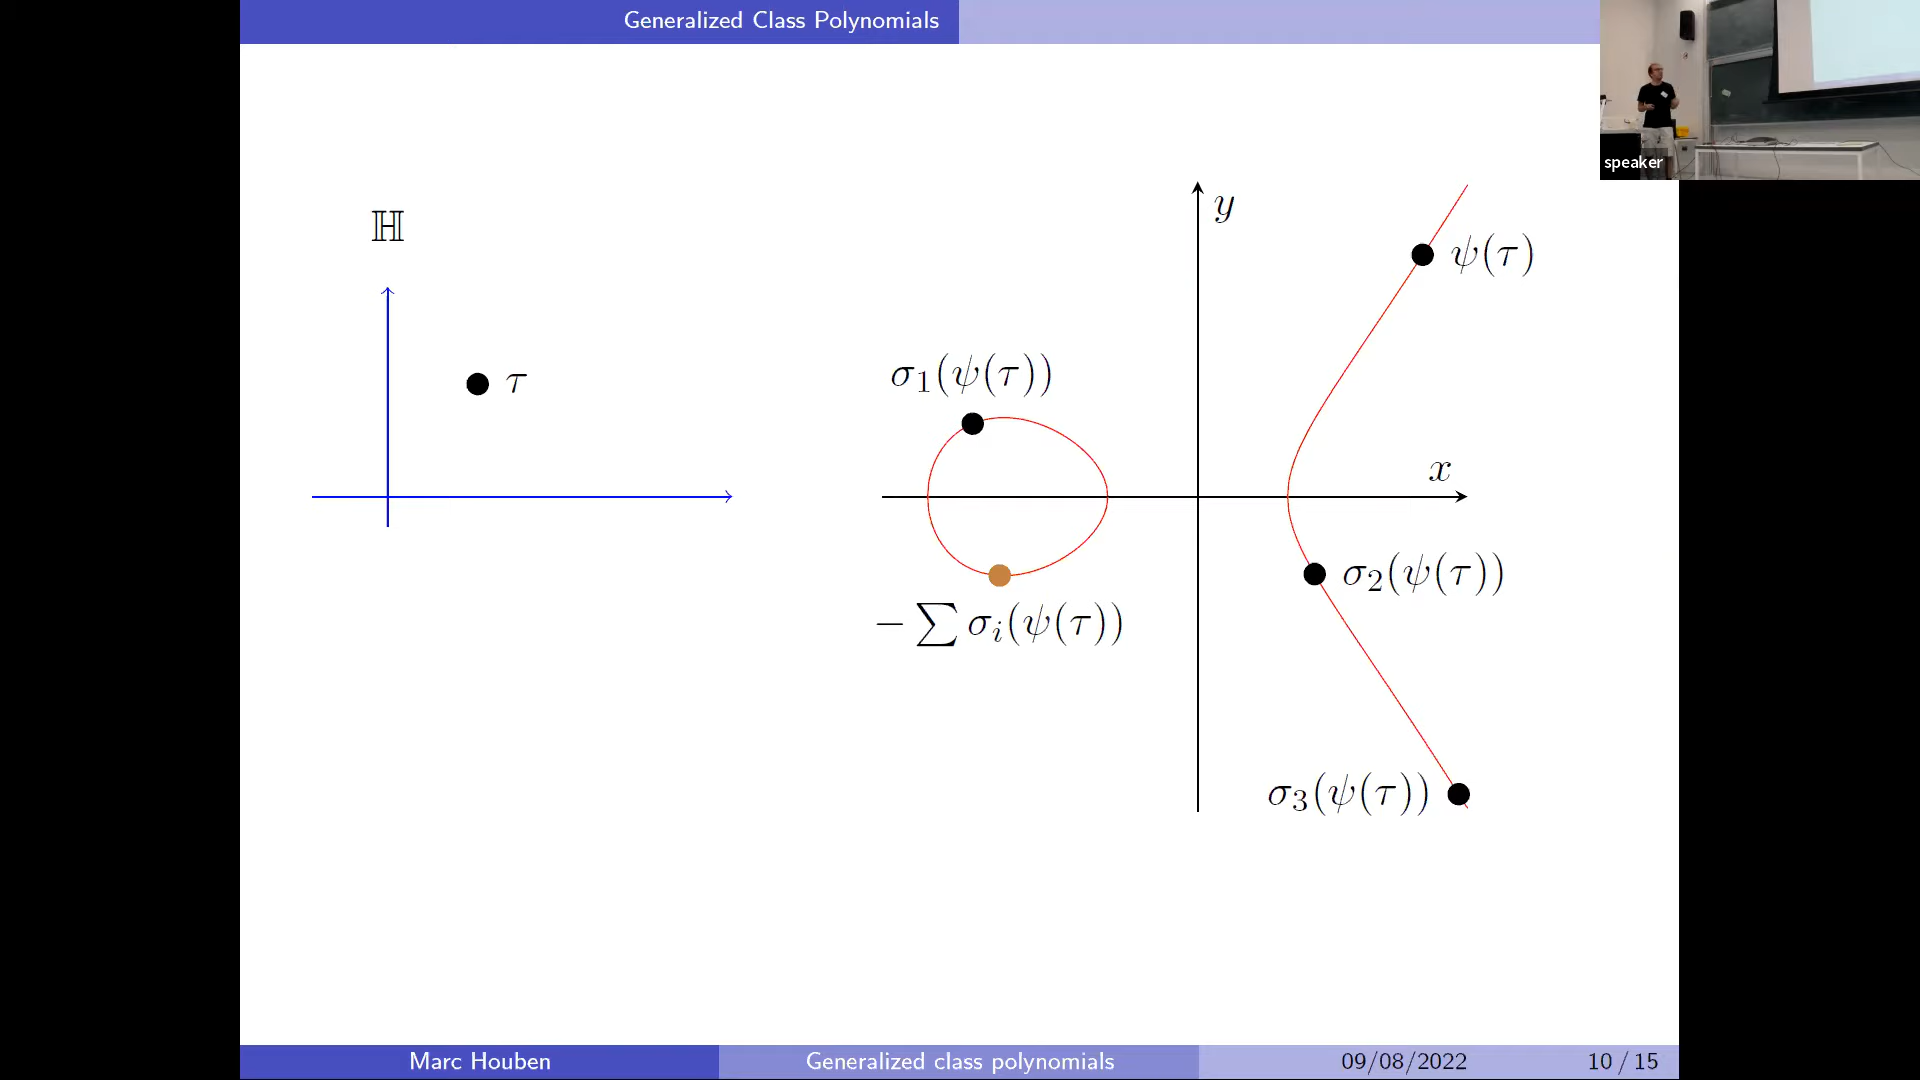 Generalized Class Polynomials
speaker
ℍ
y
ψ(τ)
σ₁(ψ(τ))
τ
x
σ₂(ψ(τ))
− ∑ σᵢ(ψ(τ))
σ₃(ψ(τ))
Marc Houben Generalized class polynomials 09/08/2022 10 / 15